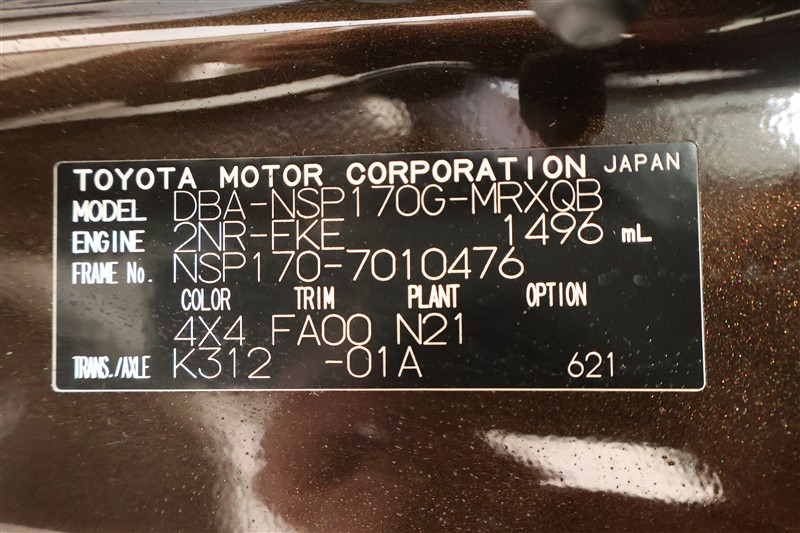 TOYOTA MOTOR CORPORATION JAPAN
MODEL DBA-NSP170G-MRXQB
ENGINE 2NR-FKE 1496 mL
FRAME No. NSP170-7010476
COLOR TRIM PLANT OPTION
4X4 FA00 N21
TRANS./AXLE K312 -01A 621